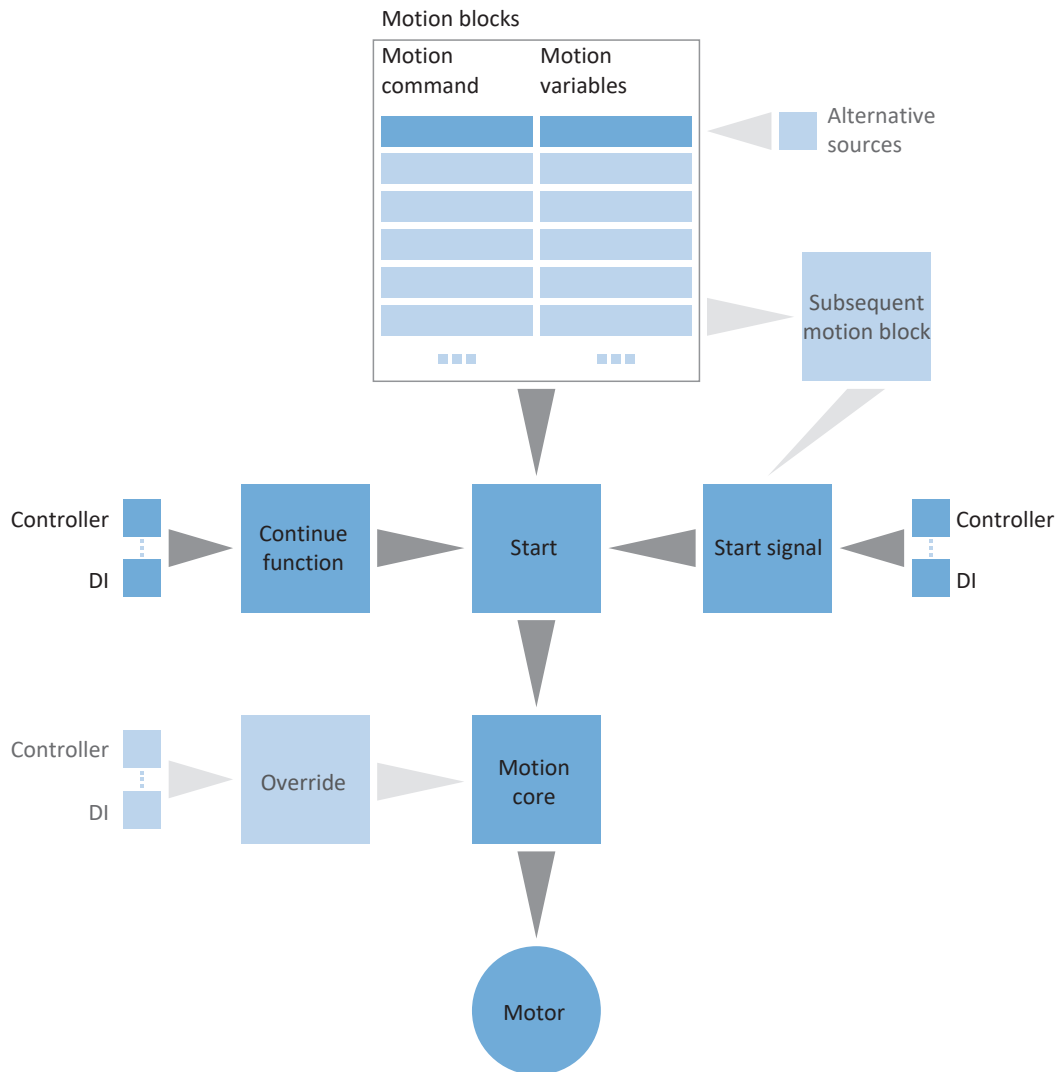 Motion blocks
Motion
command
Motion
variables
Alternative
sources
Subsequent
motion block
Controller
DI
Continue
function
Start
Start signal
Controller
DI
Controller
DI
Override
Motion
core
Motor